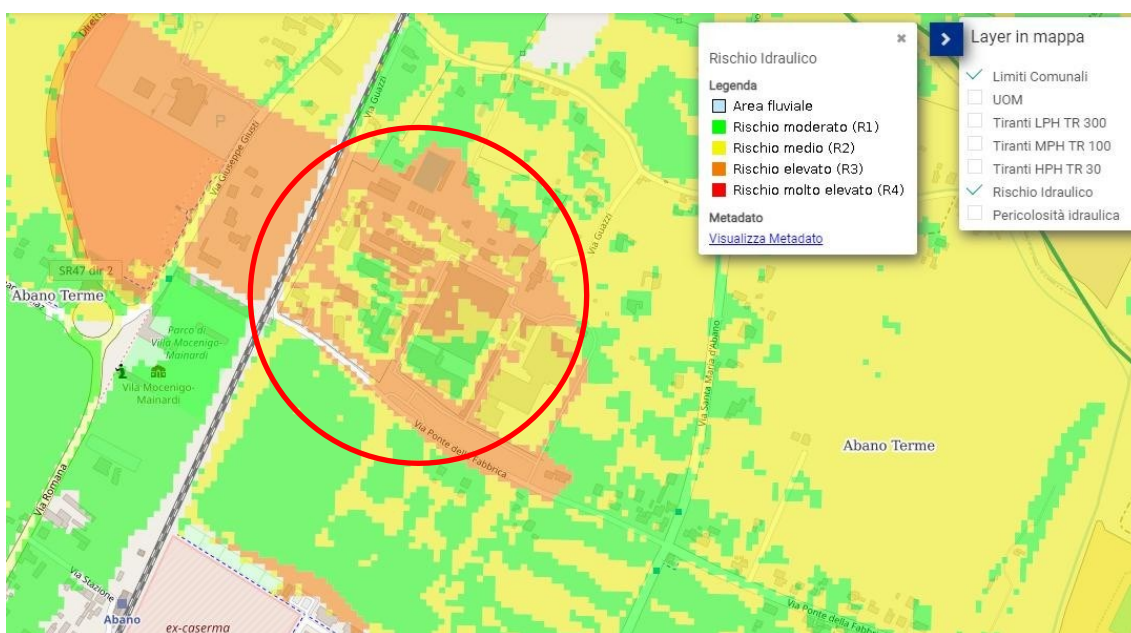 Rischio Idraulico
Legenda
Area fluviale
Rischio moderato (R1)
Rischio medio (R2)
Rischio elevato (R3)
Rischio molto elevato (R4)
Metadato
Visualizza Metadato
Layer in mappa
Limiti Comunali
UOM
Tiranti LPH TR 300
Tiranti MPH TR 100
Tiranti HPH TR 30
Rischio Idraulico
Pericolosità idraulica
P
P
Via Giuseppe Giusti
Via Guazzi
Via Guazzi
SR47 dir 2
Abano Terme
Parco di
Villa Mocenigo-
Mainardi
Vila Mocenigo-
Mainardi
Via Romana
Via Ponte della Fabbrica
Via Santa Maria d'Abano
Abano Terme
Via Stazione
Abano
ex-caserma
Via Ponte della